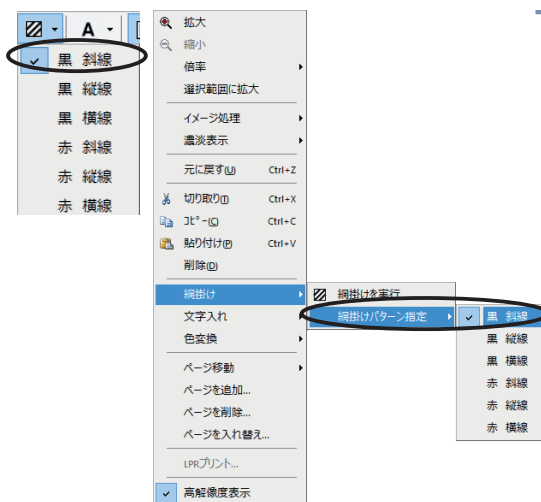 A
黒 斜線
黒 縦線
黒 横線
赤 斜線
赤 縦線
赤 横線
拡大
縮小
倍率
選択範囲に拡大
イメージ処理
濃淡表示
元に戻す(U) Ctrl+Z
切り取り(T) Ctrl+X
ｺﾋﾟｰ(C) Ctrl+C
貼り付け(P) Ctrl+V
削除(D)
網掛け
文字入れ
色変換
ページ移動
ページを追加...
ページを削除...
ページを入れ替え...
LPRプリント...
高解像度表示
網掛けを実行
網掛けパターン指定
黒 斜線
黒 縦線
黒 横線
赤 斜線
赤 縦線
赤 横線